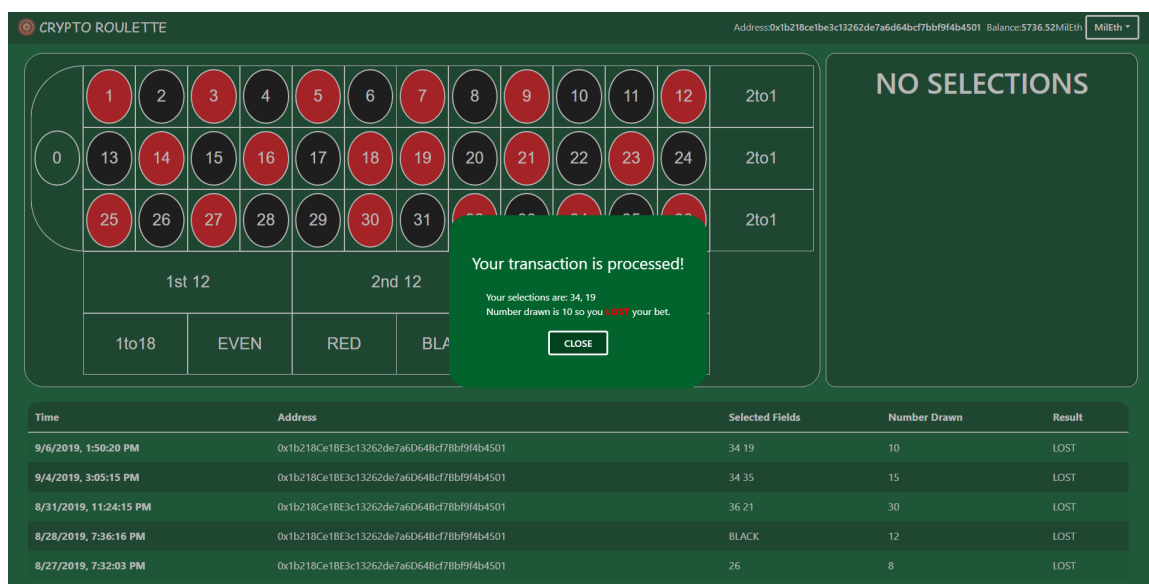 CRYPTO ROULETTE
Address:0x1b218ce1be3c13262de7a6d64bcf7bbf9f4b4501 Balance:5736.52MilEth MilEth
1 2 3 4 5 6 7 8 9 10 11 12 2to1
0 13 14 15 16 17 18 19 20 21 22 23 24 2to1
25 26 27 28 29 30 31 2to1
1st 12 2nd 12
1to18 EVEN RED
NO SELECTIONS
Your transaction is processed!
Your selections are: 34, 19
Number drawn is 10 so you LOST your bet.
CLOSE
Time Address Selected Fields Number Drawn Result
9/6/2019, 1:50:20 PM 0x1b218Ce1BE3c13262de7a6D64Bcf7Bbf9f4b4501 34 19 10 LOST
9/4/2019, 3:05:15 PM 0x1b218Ce1BE3c13262de7a6D64Bcf7Bbf9f4b4501 34 35 15 LOST
8/31/2019, 11:24:15 PM 0x1b218Ce1BE3c13262de7a6D64Bcf7Bbf9f4b4501 36 21 30 LOST
8/28/2019, 7:36:16 PM 0x1b218Ce1BE3c13262de7a6D64Bcf7Bbf9f4b4501 BLACK 12 LOST
8/27/2019, 7:32:03 PM 0x1b218Ce1BE3c13262de7a6D64Bcf7Bbf9f4b4501 26 8 LOST